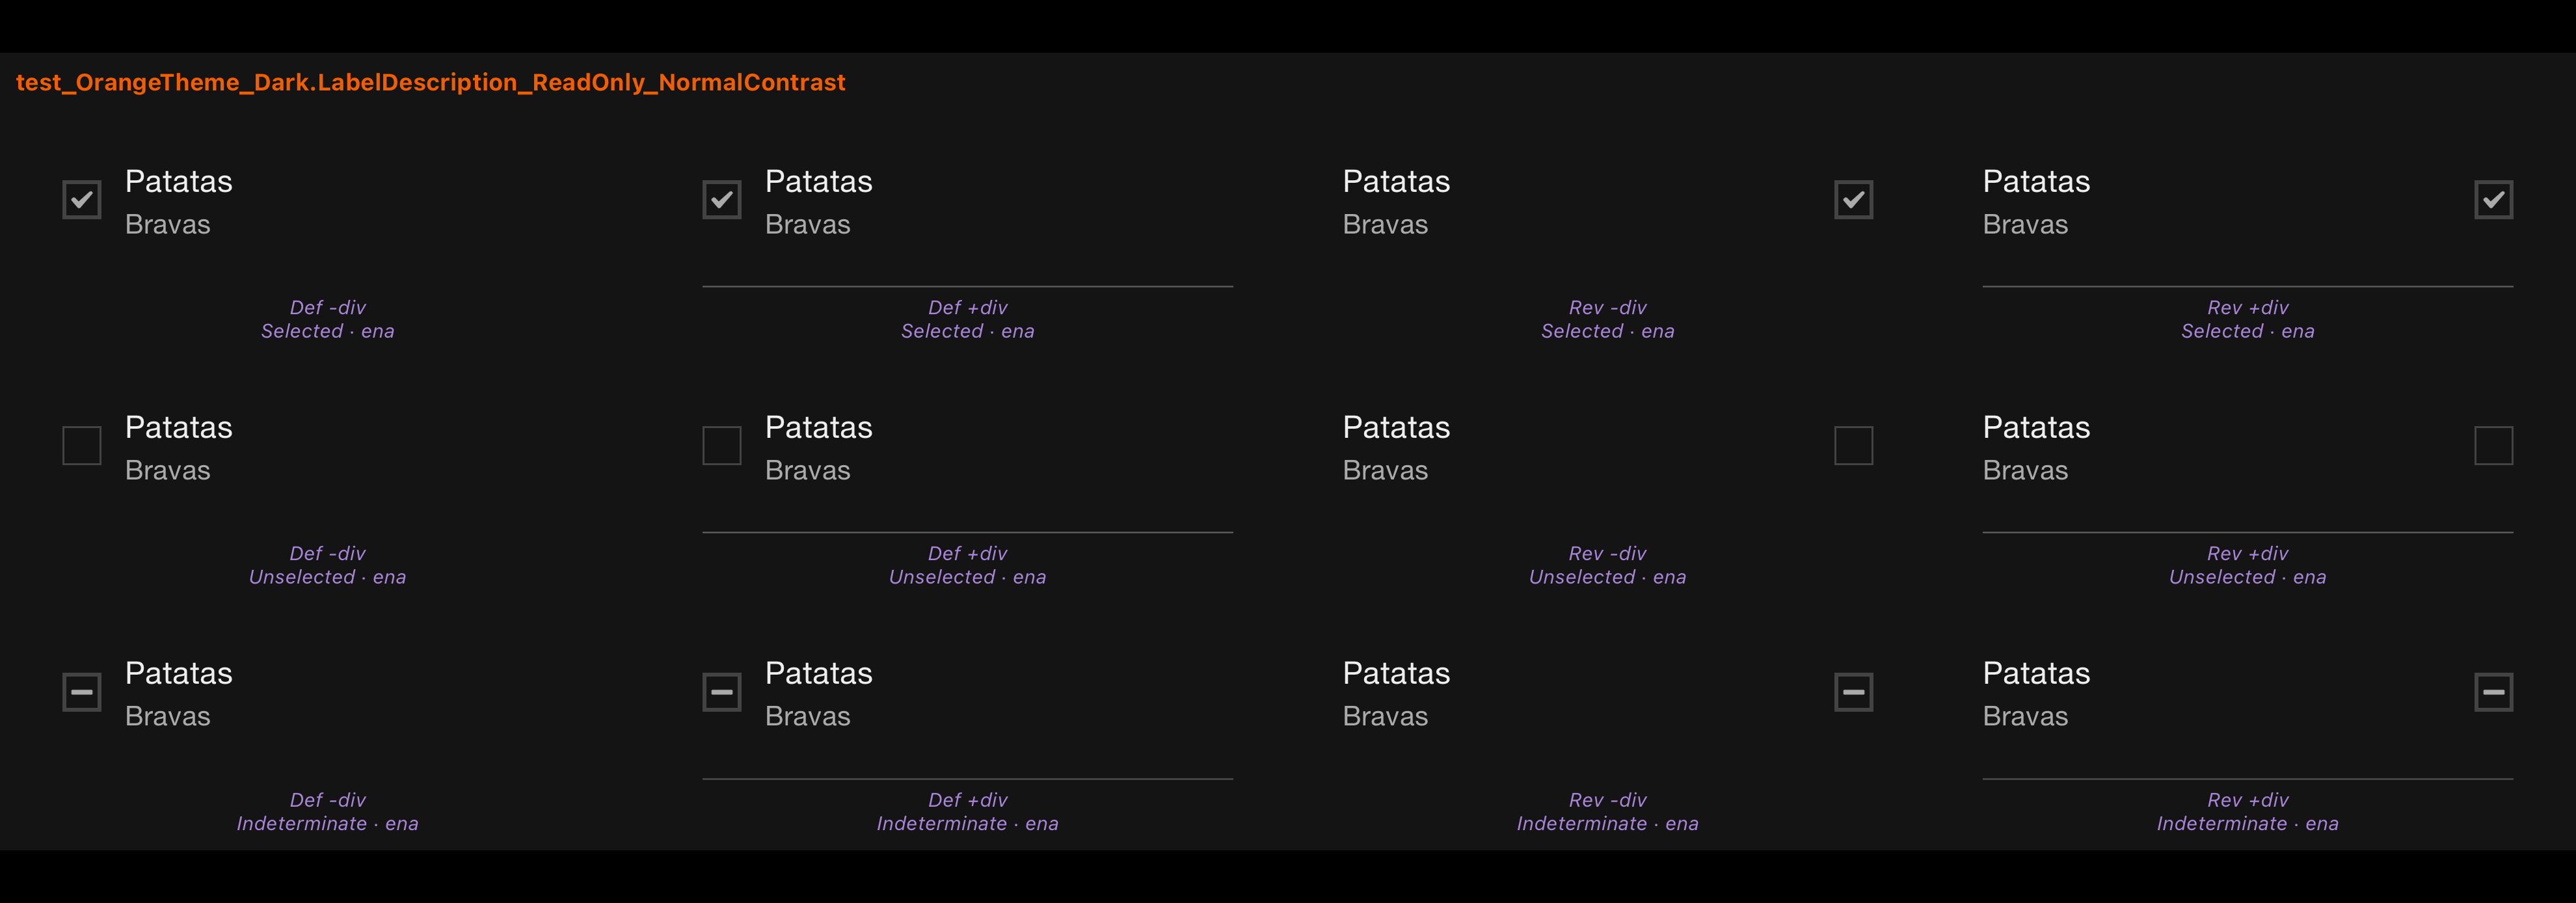 test_OrangeTheme_Dark.LabelDescription_ReadOnly_NormalContrast
Patatas
Bravas
Def -div
Selected · ena
Patatas
Bravas
Def +div
Selected · ena
Patatas
Bravas
Rev -div
Selected · ena
Patatas
Bravas
Rev +div
Selected · ena
Patatas
Bravas
Def -div
Unselected · ena
Patatas
Bravas
Def +div
Unselected · ena
Patatas
Bravas
Rev -div
Unselected · ena
Patatas
Bravas
Rev +div
Unselected · ena
Patatas
Bravas
Def -div
Indeterminate · ena
Patatas
Bravas
Def +div
Indeterminate · ena
Patatas
Bravas
Rev -div
Indeterminate · ena
Patatas
Bravas
Rev +div
Indeterminate · ena